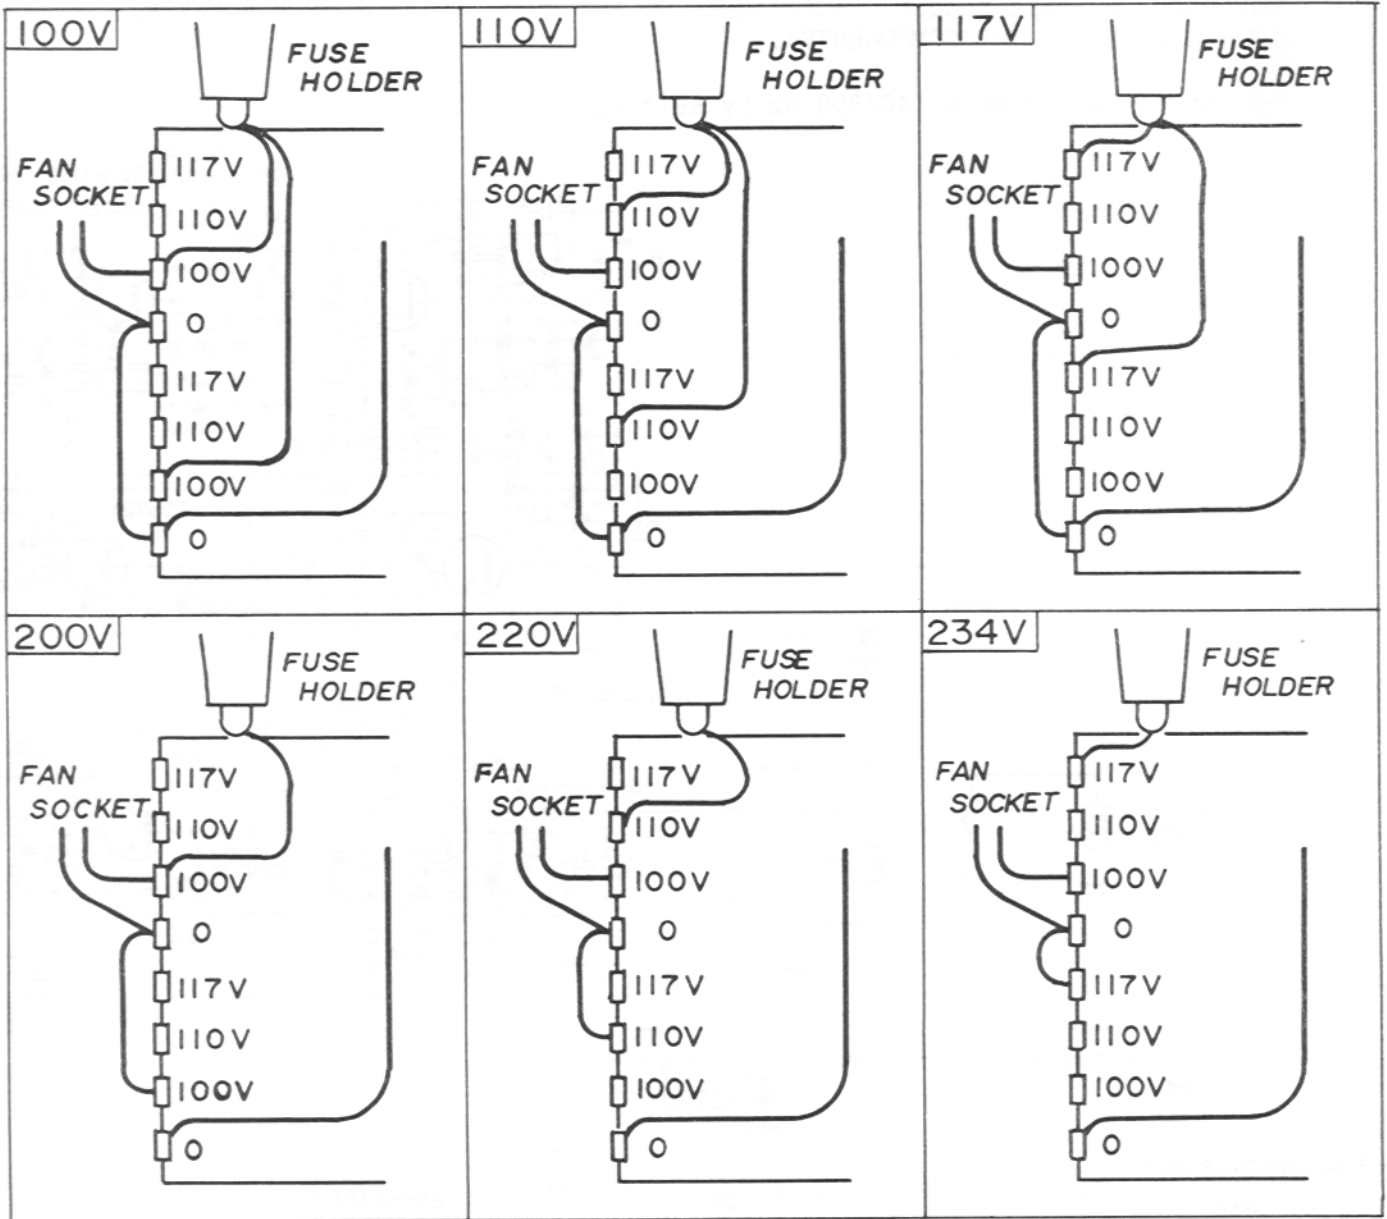 100V
FUSE
HOLDER
FAN
SOCKET
117V
110V
100V
0
117V
110V
100V
0
110V
FUSE
HOLDER
FAN
SOCKET
117V
110V
100V
0
117V
110V
100V
0
117V
FUSE
HOLDER
FAN
SOCKET
117V
110V
100V
0
117V
110V
100V
0
200V
FUSE
HOLDER
FAN
SOCKET
117V
110V
100V
0
117V
110V
100V
0
220V
FUSE
HOLDER
FAN
SOCKET
117V
110V
100V
0
117V
110V
100V
0
234V
FUSE
HOLDER
FAN
SOCKET
117V
110V
100V
0
117V
110V
100V
0